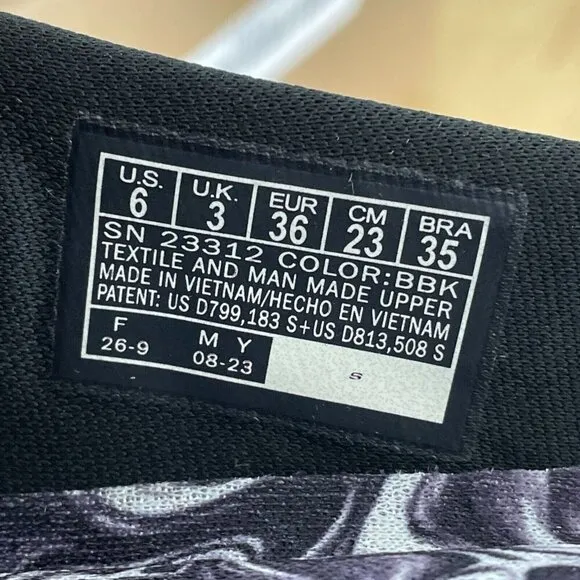 U.S. U.K. EUR CM BRA
6 3 36 23 35
SN 23312 COLOR:BBK
TEXTILE AND MAN MADE UPPER
MADE IN VIETNAM/HECHO EN VIETNAM
PATENT: US D799,183 S+US D813,508 S
F M Y
26-9 08-23
S